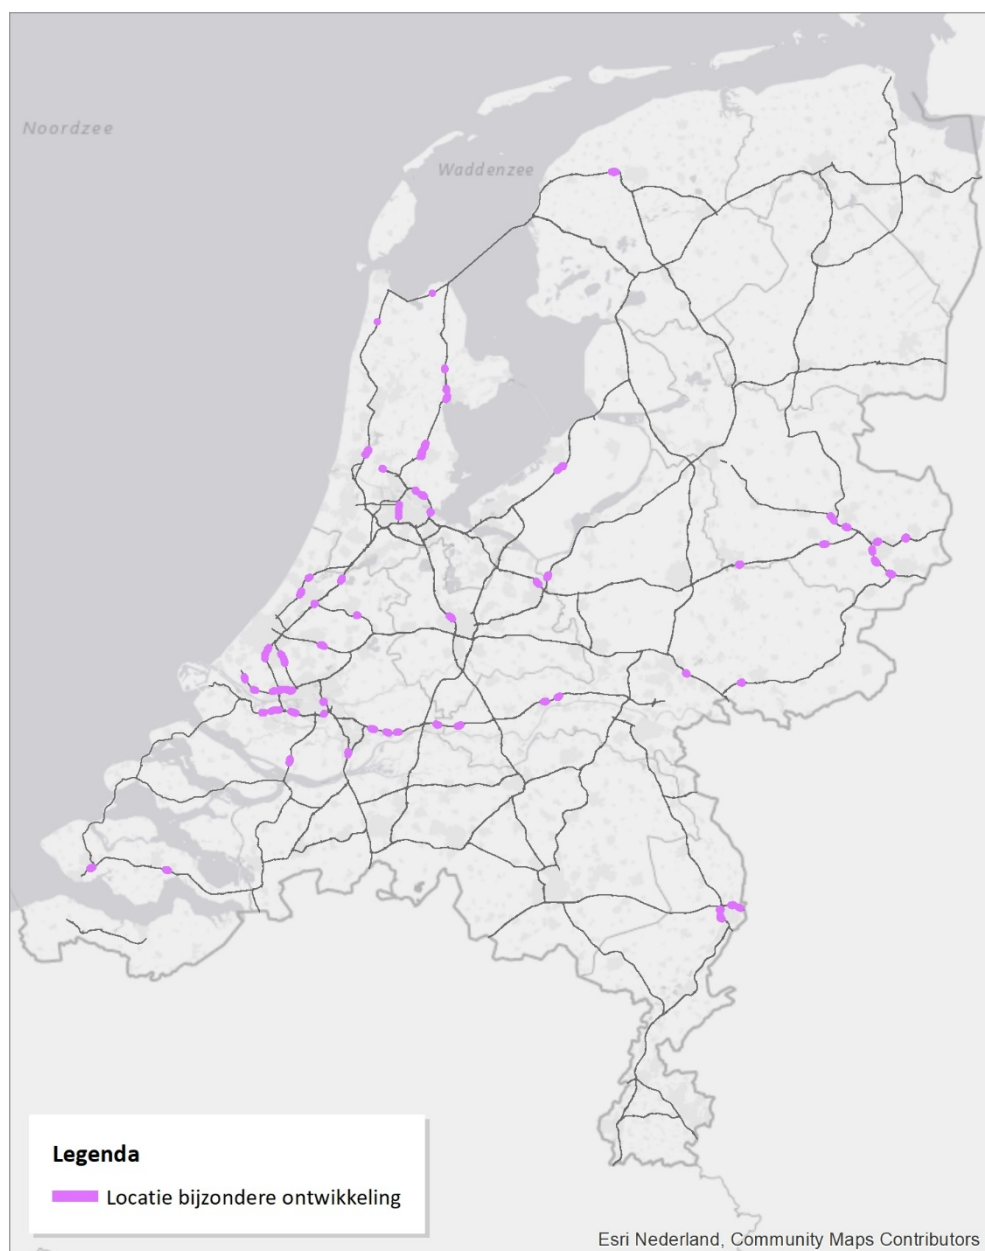 Noordzee
Waddenzee
Legenda
Locatie bijzondere ontwikkeling
Esri Nederland, Community Maps Contributors